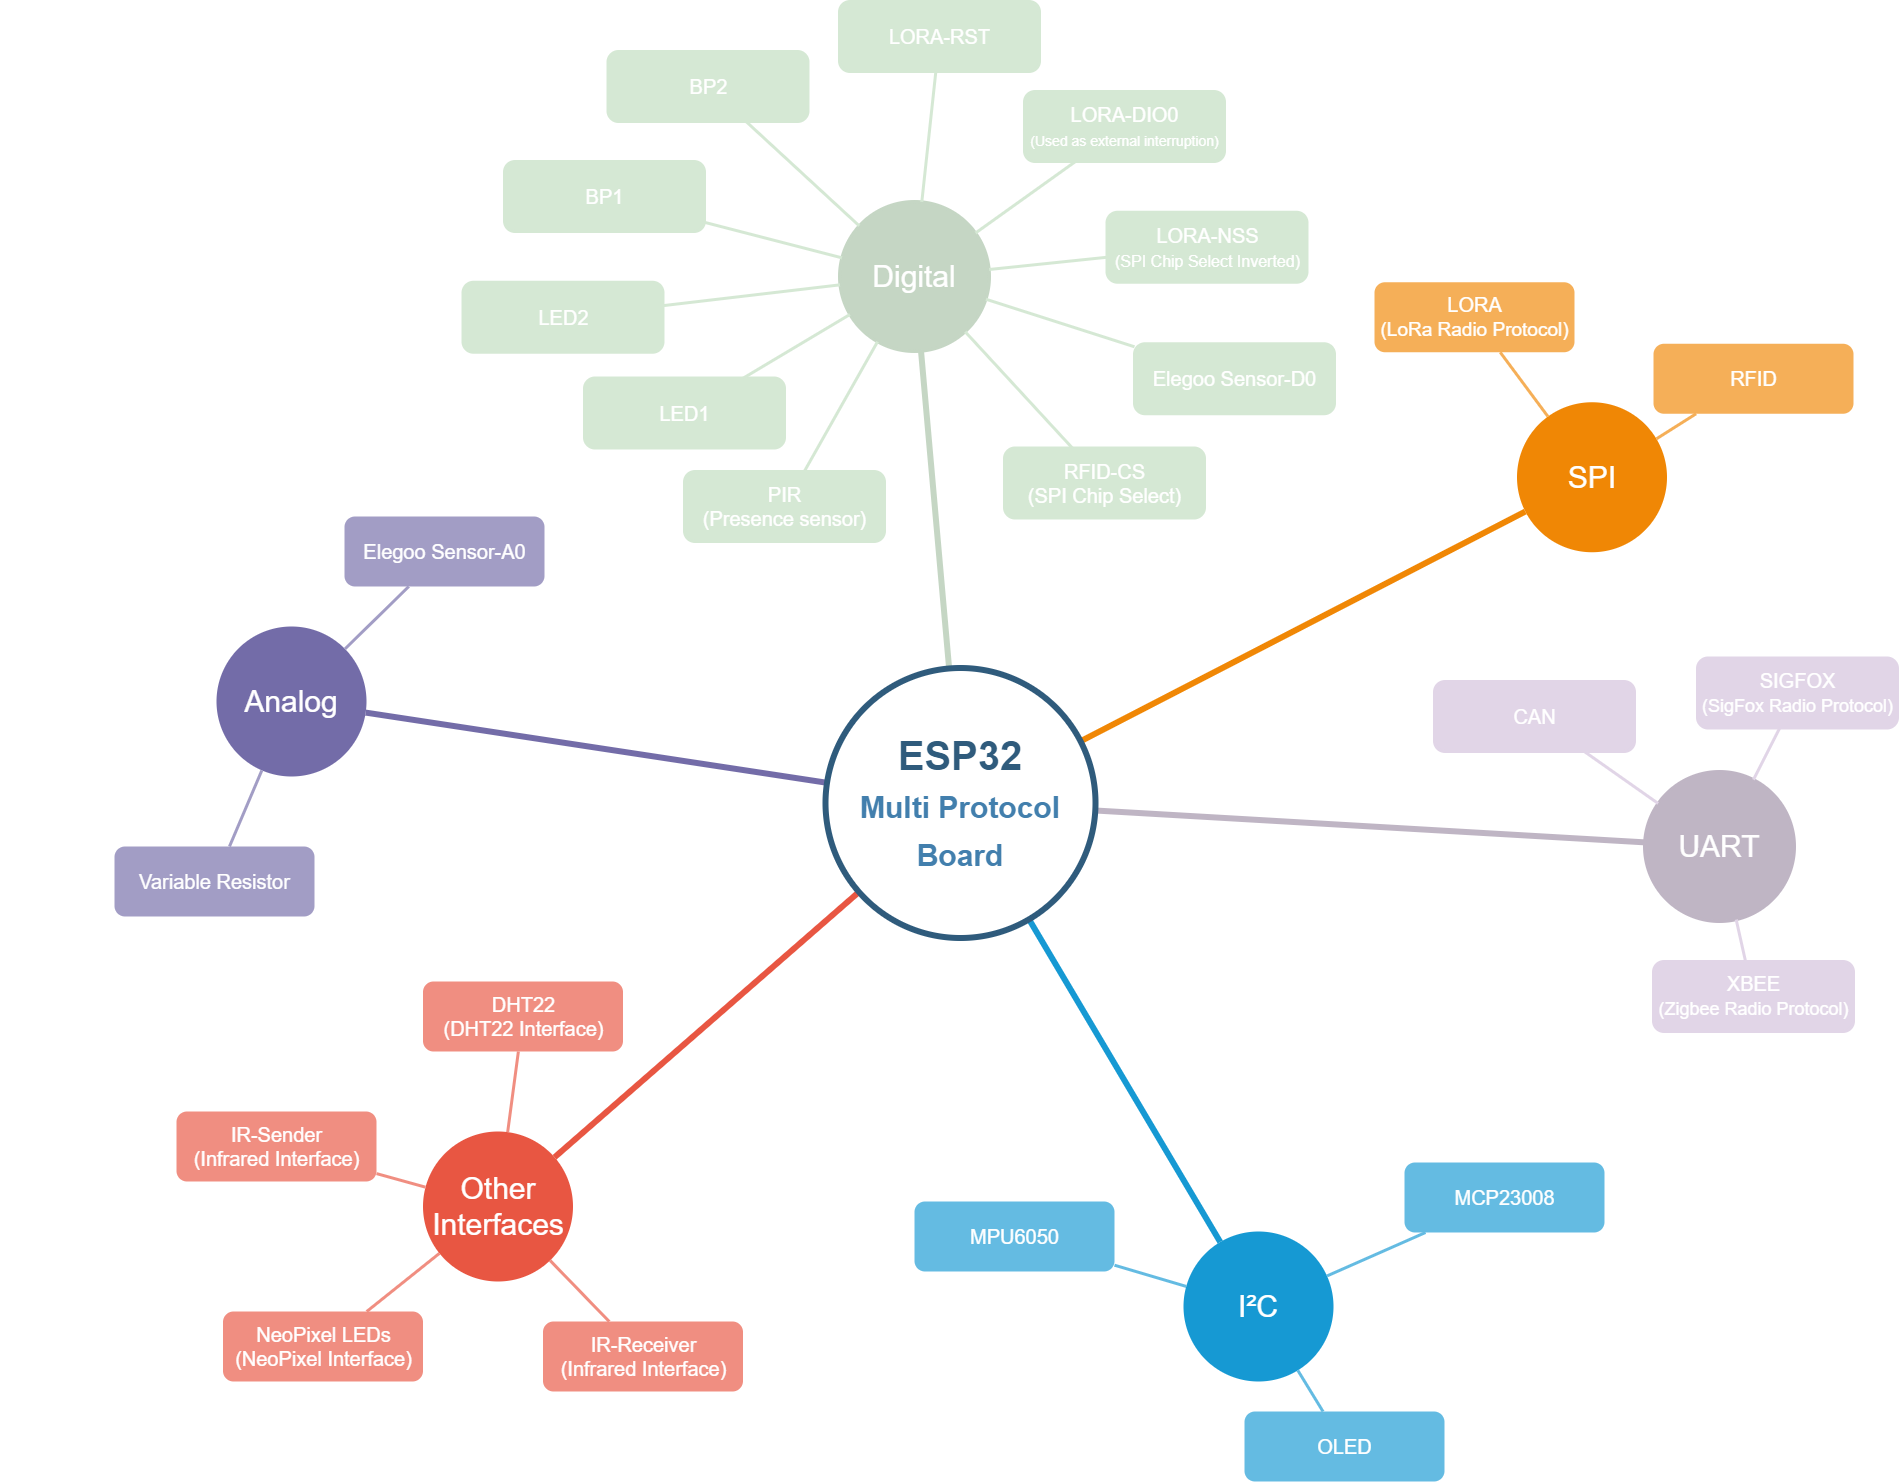 LORA-RST
BP2
LORA-DIO0
(Used as external interruption)
BP1
LORA-NSS
(SPI Chip Select Inverted)
Digital
LED2
LORA
(LoRa Radio Protocol)
Elegoo Sensor-D0
RFID
LED1
RFID-CS
(SPI Chip Select)
SPI
PIR
(Presence sensor)
Elegoo Sensor-A0
Analog
SIGFOX
(SigFox Radio Protocol)
CAN
ESP32
Multi Protocol
Board
UART
Variable Resistor
XBEE
(Zigbee Radio Protocol)
DHT22
(DHT22 Interface)
IR-Sender
(Infrared Interface)
Other
Interfaces
MCP23008
MPU6050
I²C
NeoPixel LEDs
(NeoPixel Interface)
IR-Receiver
(Infrared Interface)
OLED